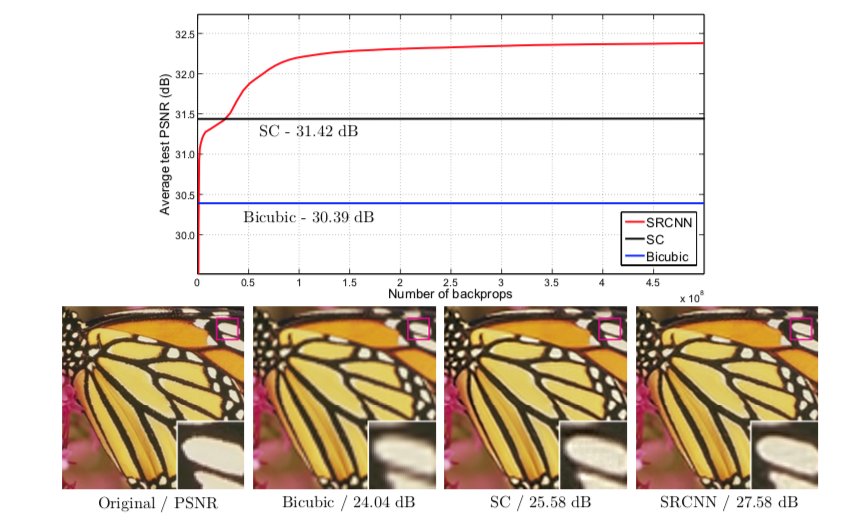 32.5
32.0
31.5
31.0
30.5
30.0
Average test PSNR (dB)
SC - 31.42 dB
Bicubic - 30.39 dB
SRCNN
SC
Bicubic
0 0.5 1 1.5 2 2.5 3 3.5 4 4.5
Number of backprops
x 10^8
Original / PSNR
Bicubic / 24.04 dB
SC / 25.58 dB
SRCNN / 27.58 dB